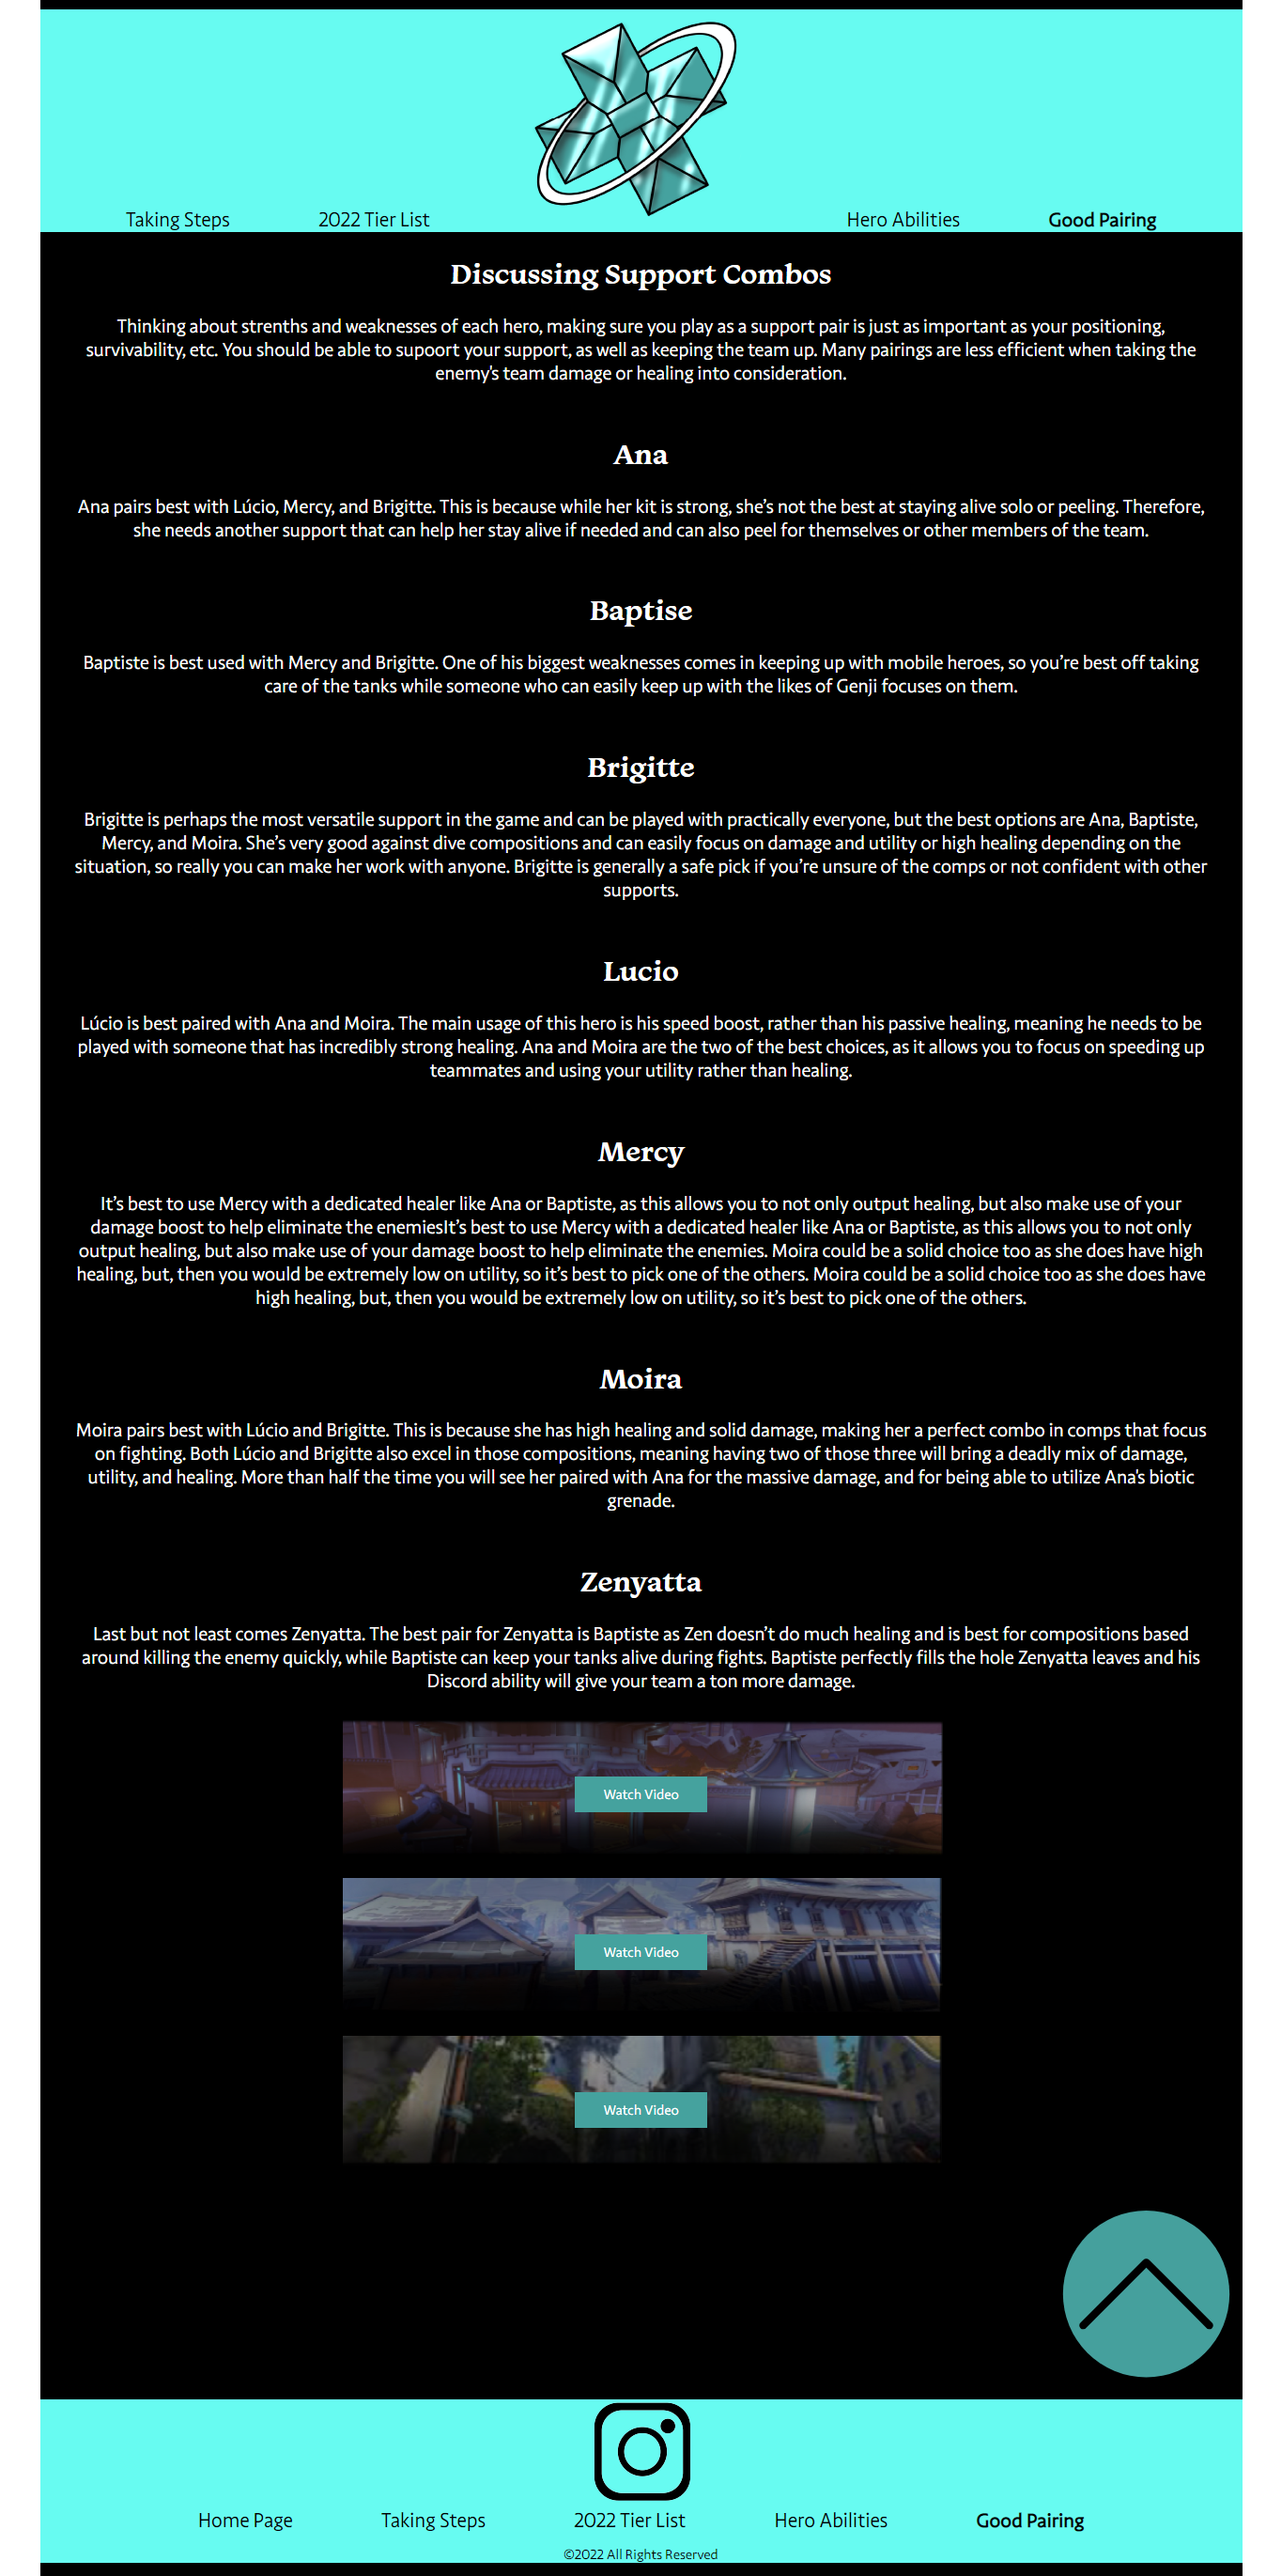 Taking Steps 2022 Tier List Hero Abilities Good Pairing
Discussing Support Combos
Thinking about strenths and weaknesses of each hero, making sure you play as a support pair is just as important as your positioning,
survivability, etc. You should be able to supoort your support, as well as keeping the team up. Many pairings are less efficient when taking the
enemy's team damage or healing into consideration.
Ana
Ana pairs best with Lúcio, Mercy, and Brigitte. This is because while her kit is strong, she’s not the best at staying alive solo or peeling. Therefore,
she needs another support that can help her stay alive if needed and can also peel for themselves or other members of the team.
Baptise
Baptiste is best used with Mercy and Brigitte. One of his biggest weaknesses comes in keeping up with mobile heroes, so you’re best off taking
care of the tanks while someone who can easily keep up with the likes of Genji focuses on them.
Brigitte
Brigitte is perhaps the most versatile support in the game and can be played with practically everyone, but the best options are Ana, Baptiste,
Mercy, and Moira. She’s very good against dive compositions and can easily focus on damage and utility or high healing depending on the
situation, so really you can make her work with anyone. Brigitte is generally a safe pick if you’re unsure of the comps or not confident with other
supports.
Lucio
Lúcio is best paired with Ana and Moira. The main usage of this hero is his speed boost, rather than his passive healing, meaning he needs to be
played with someone that has incredibly strong healing. Ana and Moira are the two of the best choices, as it allows you to focus on speeding up
teammates and using your utility rather than healing.
Mercy
It’s best to use Mercy with a dedicated healer like Ana or Baptiste, as this allows you to not only output healing, but also make use of your
damage boost to help eliminate the enemiesIt’s best to use Mercy with a dedicated healer like Ana or Baptiste, as this allows you to not only
output healing, but also make use of your damage boost to help eliminate the enemies. Moira could be a solid choice too as she does have high
healing, but, then you would be extremely low on utility, so it’s best to pick one of the others. Moira could be a solid choice too as she does have
high healing, but, then you would be extremely low on utility, so it’s best to pick one of the others.
Moira
Moira pairs best with Lúcio and Brigitte. This is because she has high healing and solid damage, making her a perfect combo in comps that focus
on fighting. Both Lúcio and Brigitte also excel in those compositions, meaning having two of those three will bring a deadly mix of damage,
utility, and healing. More than half the time you will see her paired with Ana for the massive damage, and for being able to utilize Ana's biotic
grenade.
Zenyatta
Last but not least comes Zenyatta. The best pair for Zenyatta is Baptiste as Zen doesn’t do much healing and is best for compositions based
around killing the enemy quickly, while Baptiste can keep your tanks alive during fights. Baptiste perfectly fills the hole Zenyatta leaves and his
Discord ability will give your team a ton more damage.
Watch Video
Watch Video
Watch Video
Home Page Taking Steps 2022 Tier List Hero Abilities Good Pairing
©2022 All Rights Reserved